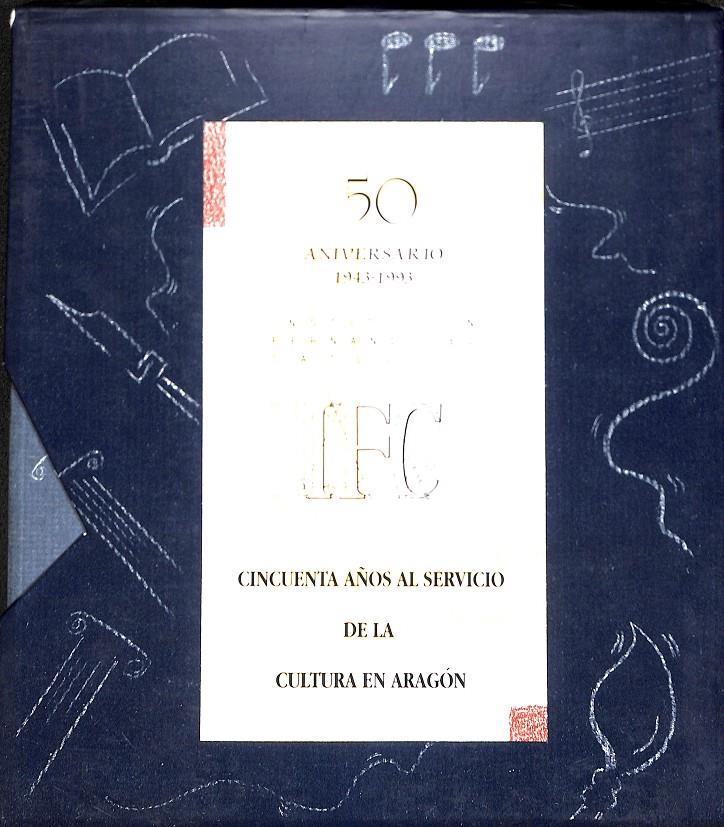 50
ANIVERSARIO
1943-1993
IFC
CINCUENTA AÑOS AL SERVICIO
DE LA
CULTURA EN ARAGÓN